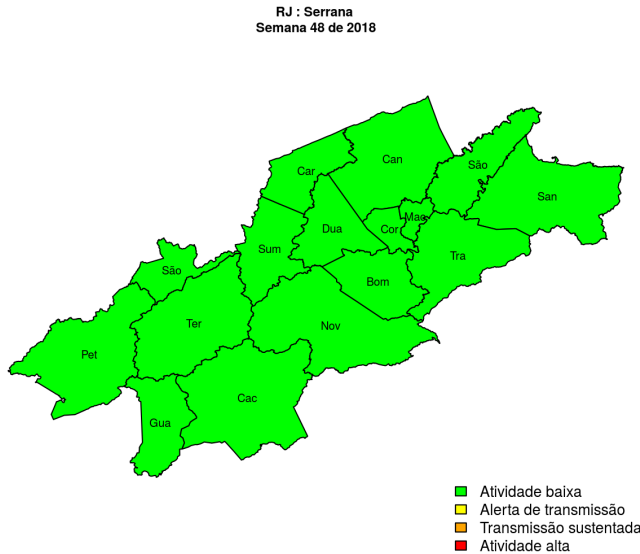 RJ : Serrana
Semana 48 de 2018
Can
São
Car
San
Mac
Dua
Cor
Sum
Tra
São
Bom
Ter
Nov
Pet
Cac
Gua
Atividade baixa
Alerta de transmissão
Transmissão sustentada
Atividade alta